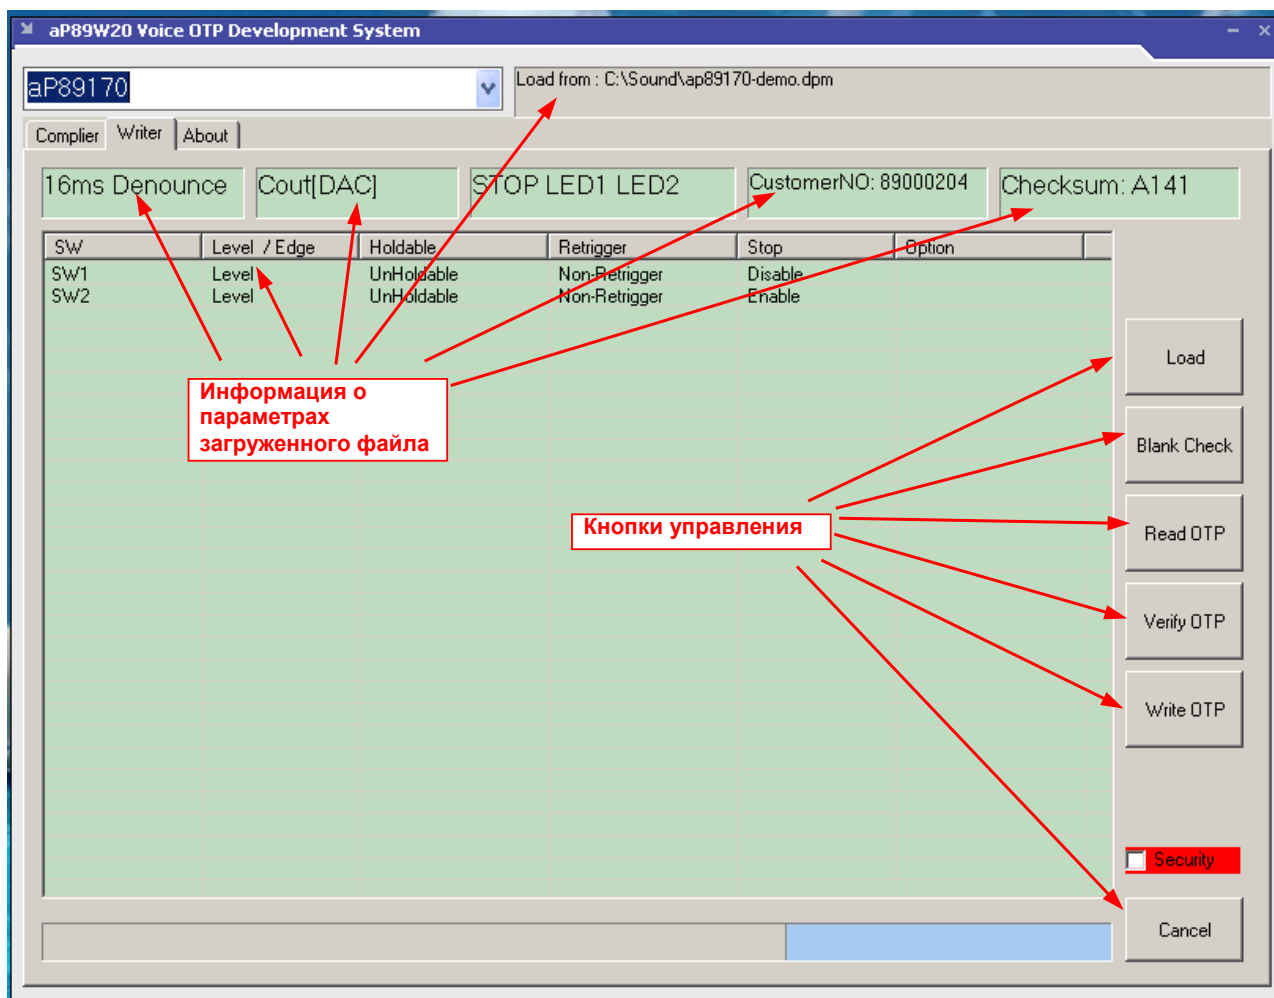 aP89W20 Voice OTP Development System
aP89170
Load from : C:\Sound\ap89170-demo.dpm
Complier Writer About
16ms Denounce Cout[DAC] STOP LED1 LED2 CustomerNO: 89000204 Checksum: A141
SW Level / Edge Holdable Retrigger Stop Option
SW1 Level UnHoldable Non-Retrigger Disable
SW2 Level UnHoldable Non-Retrigger Enable
Load
Информация о
параметрах
загруженного файла
Blank Check
Кнопки управления
Read OTP
Verify OTP
Write OTP
Security
Cancel